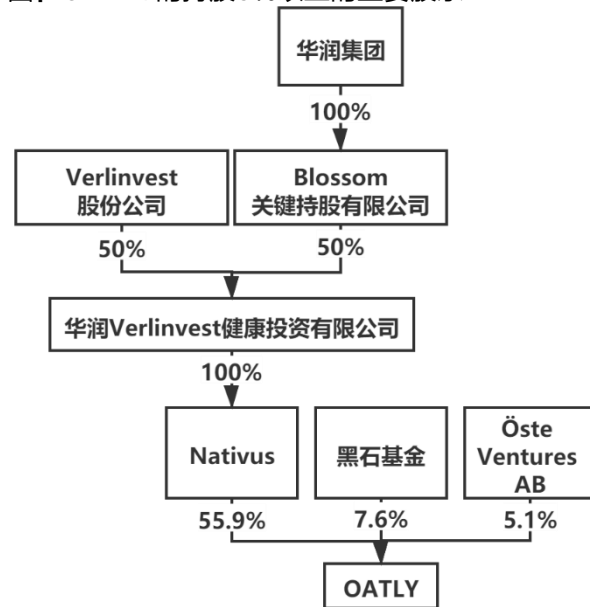 华润集团
100%
Verlinvest
股份公司
Blossom
关键持股有限公司
50%
50%
华润Verlinvest健康投资有限公司
100%
Nativus
黑石基金
Öste
Ventures
AB
55.9%
7.6%
5.1%
OATLY